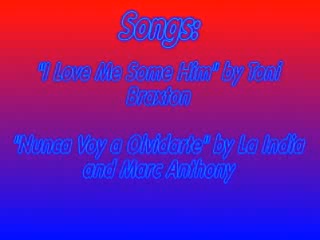 Songs:
"I Love Me Some Him" by Toni
Braxton
"Nunca Voy a Olvidarte" by La India
and Marc Anthony